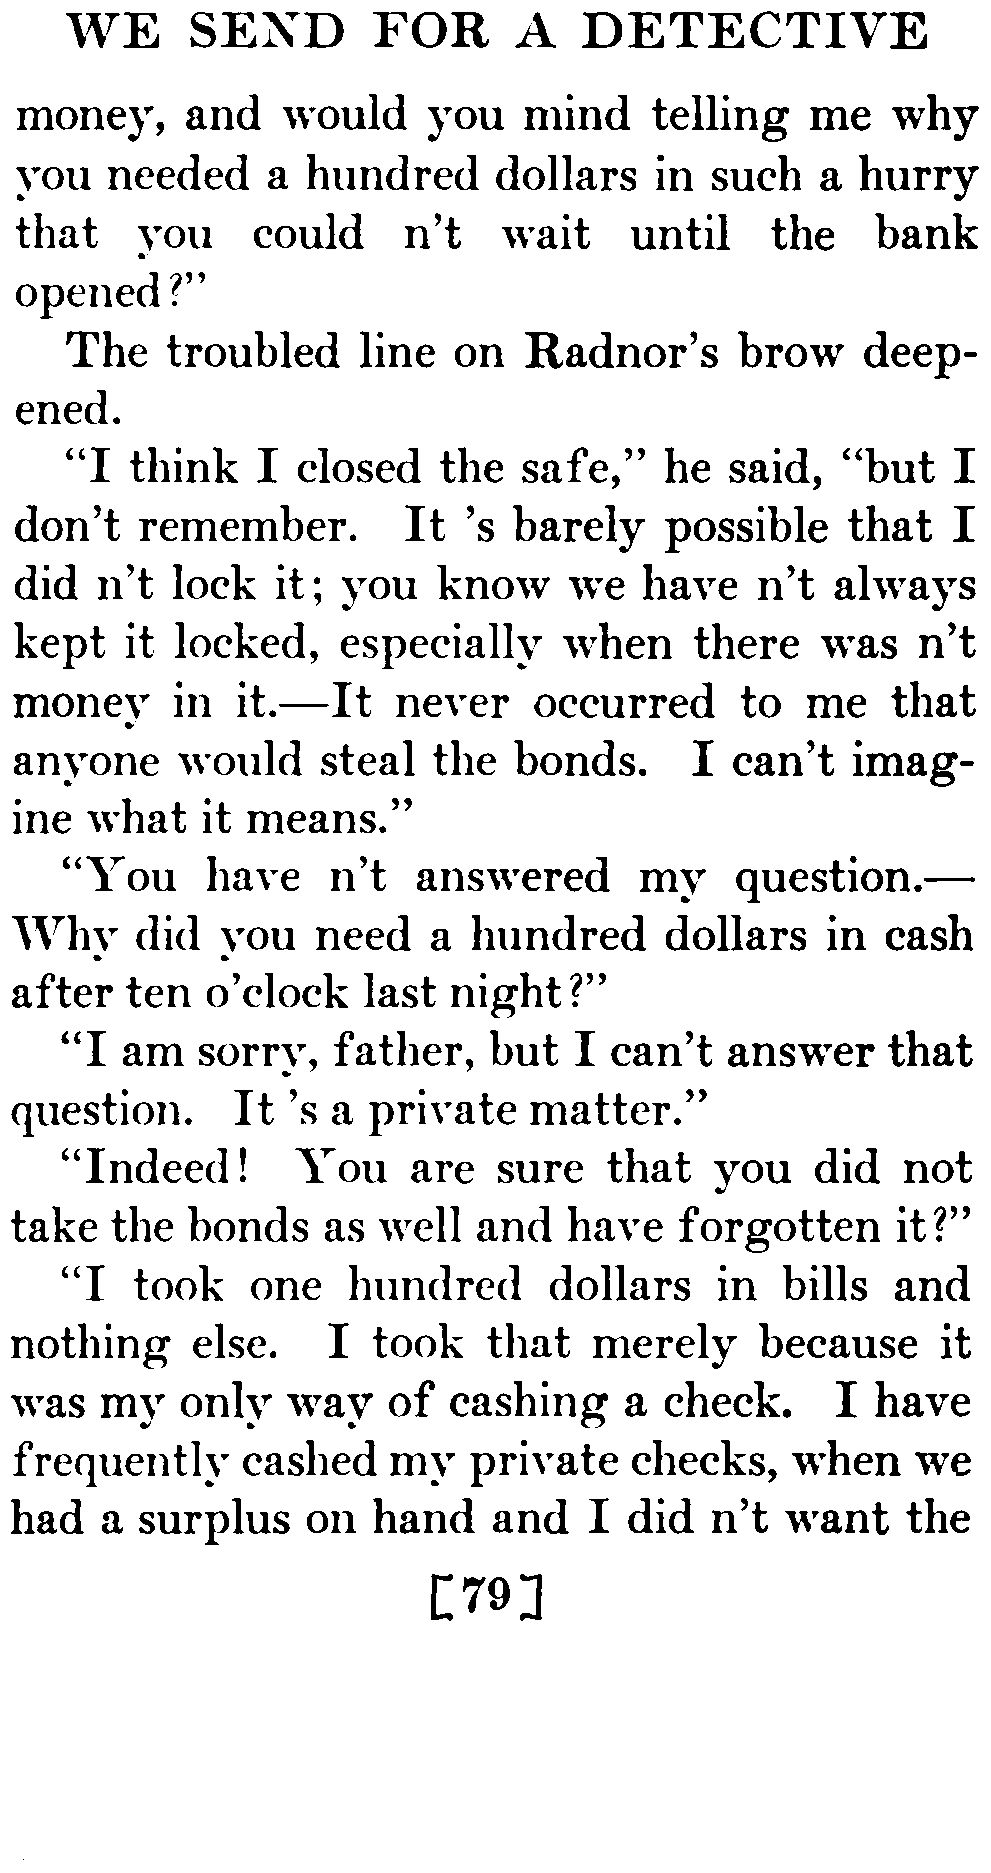 WE SEND FOR A DETECTIVE
money, and would you mind telling me why
you needed a hundred dollars in such a hurry
that you could n't wait until the bank
opened?"
The troubled line on Radnor's brow deep-
ened.
"I think I closed the safe," he said, "but I
don't remember. It 's barely possible that I
did n't lock it; you know we have n't always
kept it locked, especially when there was n't
money in it.—It never occurred to me that
anyone would steal the bonds. I can't imag-
ine what it means."
"You have n't answered my question.—
Why did you need a hundred dollars in cash
after ten o'clock last night?"
"I am sorry, father, but I can't answer that
question. It 's a private matter."
"Indeed! You are sure that you did not
take the bonds as well and have forgotten it?"
"I took one hundred dollars in bills and
nothing else. I took that merely because it
was my only way of cashing a check. I have
frequently cashed my private checks, when we
had a surplus on hand and I did n't want the
[79]